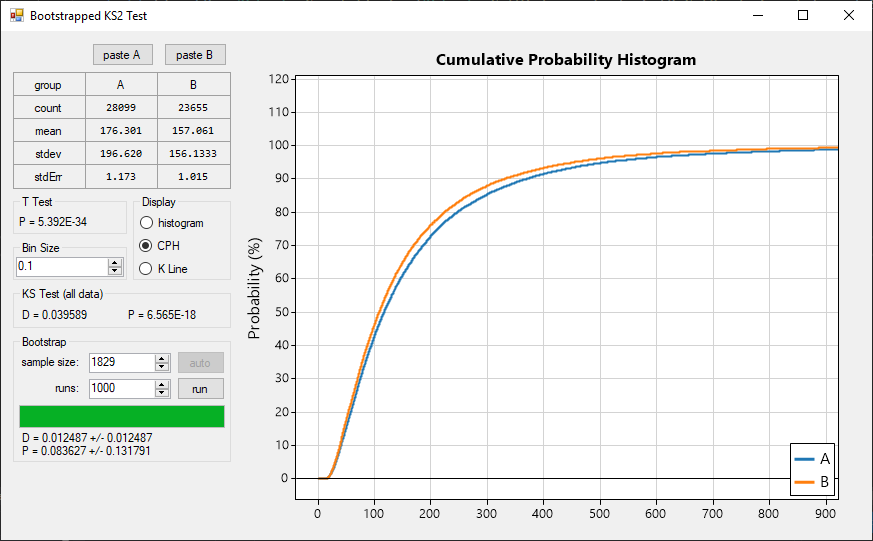 Bootstrapped KS2 Test
paste A paste B
group A B
count 28099 23655
mean 176.301 157.061
stdev 196.620 156.1333
stdErr 1.173 1.015
T Test
P = 5.392E-34
Display
histogram
CPH
K Line
Bin Size
0.1
KS Test (all data)
D = 0.039589 P = 6.565E-18
Bootstrap
sample size: 1829 auto
runs: 1000 run
D = 0.012487 +/- 0.012487
P = 0.083627 +/- 0.131791
Cumulative Probability Histogram
Probability (%)
120
110
100
90
80
70
60
50
40
30
20
10
0
0 100 200 300 400 500 600 700 800 900
A
B